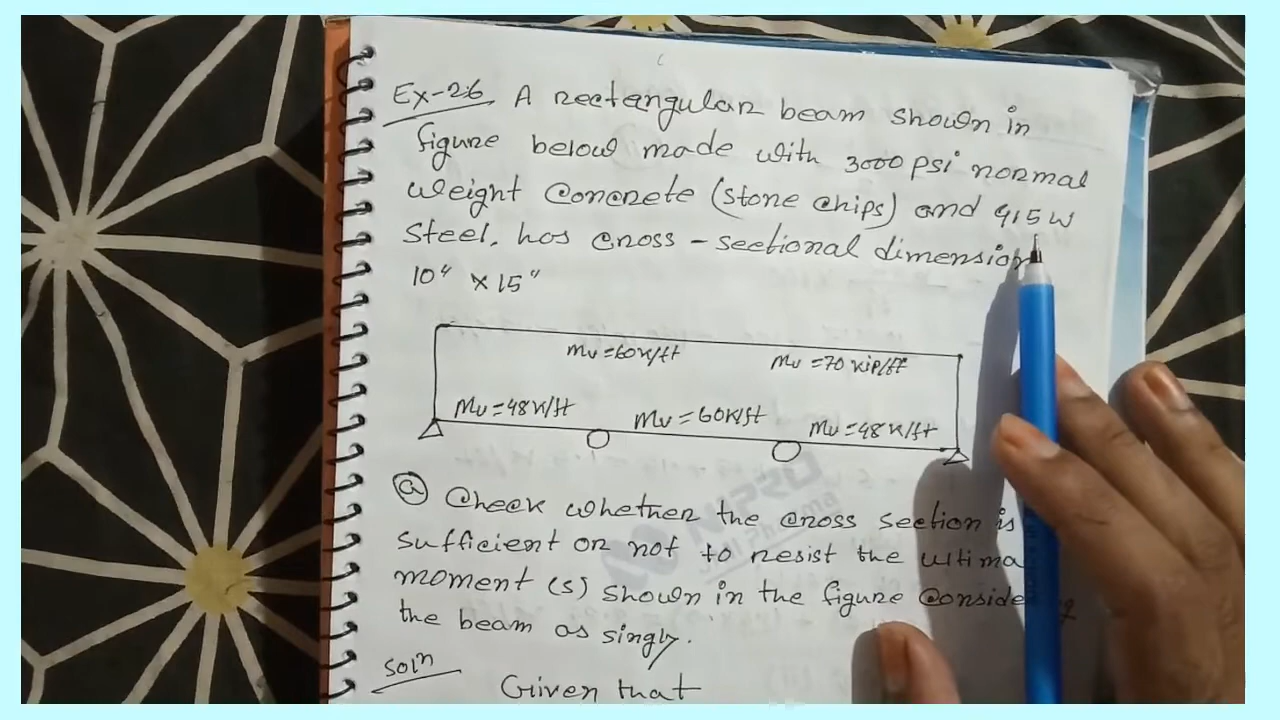 Ex-26 A rectangular beam shown in
figure below made with 3000 psi normal
weight concrete (stone chips) and 415W
steel. has cross-sectional dimension
10" × 15"
Mu=60k/ft Mu=70 kip/ft
Mu=48k/ft Mu=60k/ft Mu=48k/ft
(a) Check whether the cross section is
sufficient or not to resist the ultima
moment (s) shown in the figure
the beam as singly.
Soln
Given that